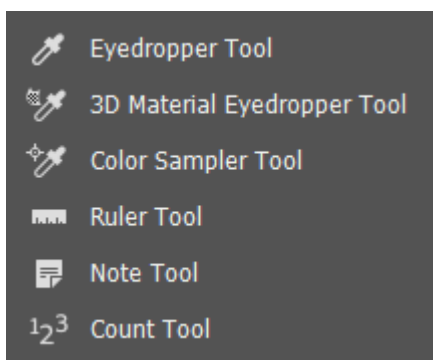 Eyedropper Tool
3D Material Eyedropper Tool
Color Sampler Tool
Ruler Tool
Note Tool
123 Count Tool